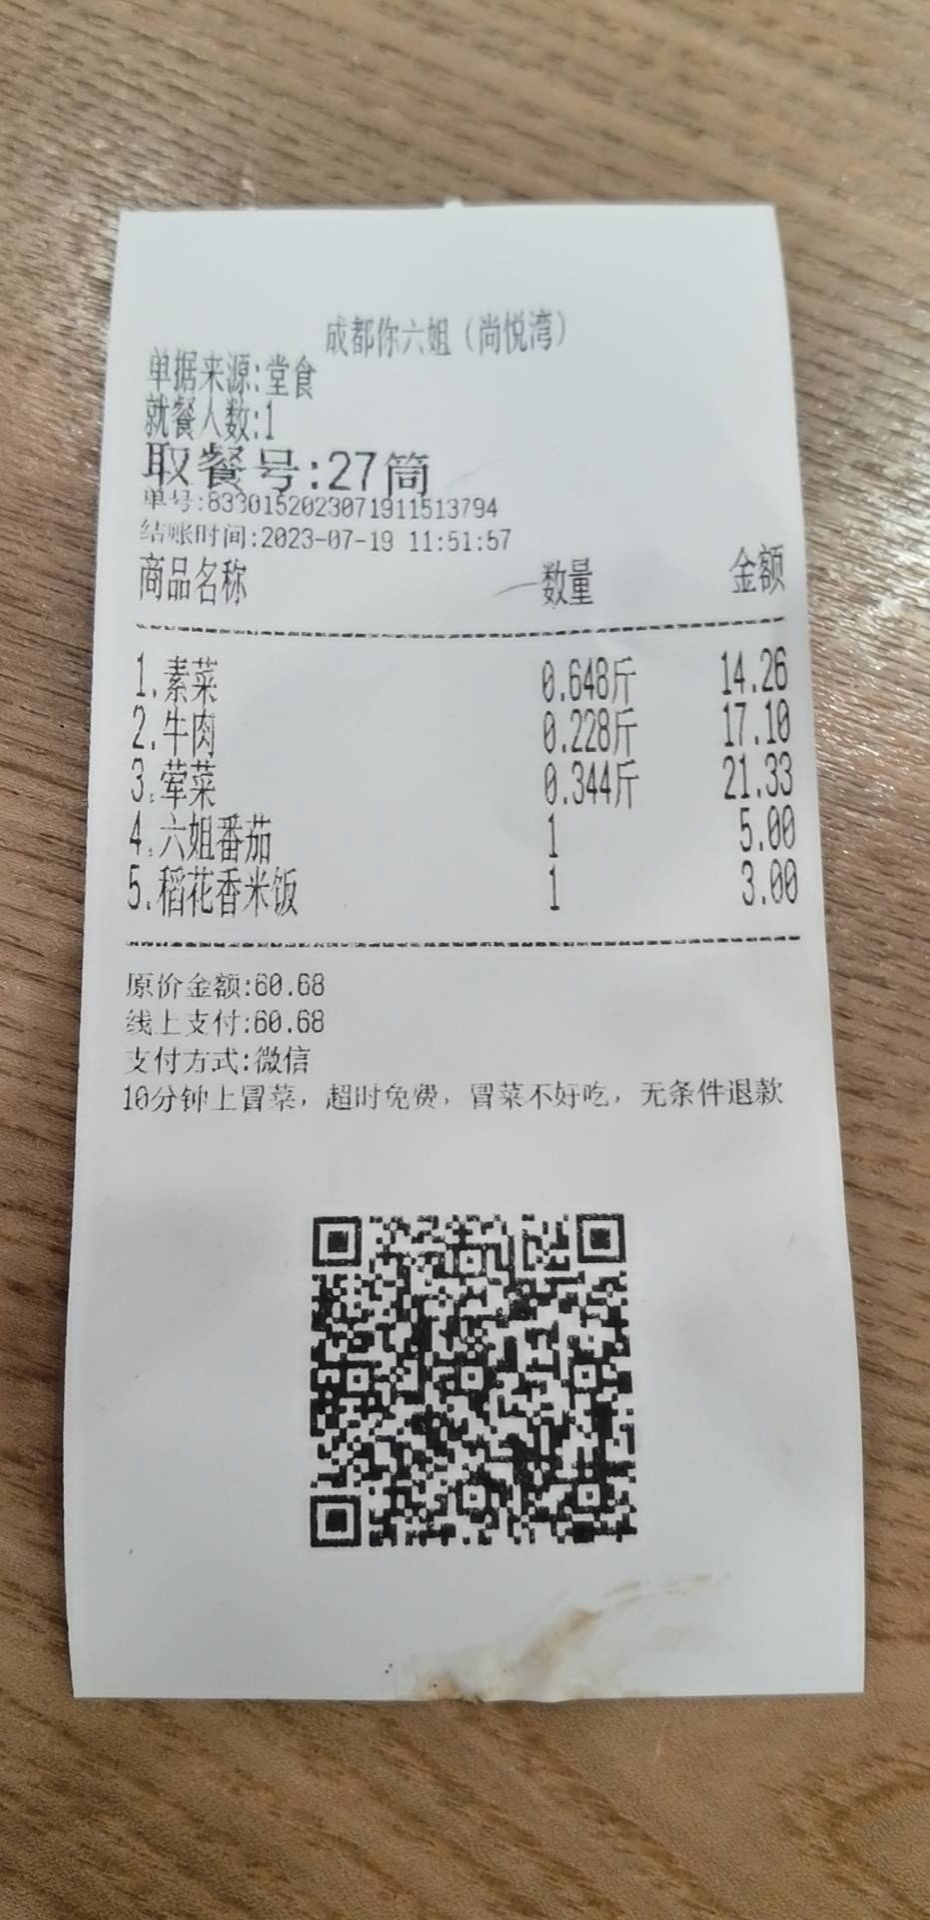 成都你六姐（尚悦湾）
单据来源:堂食
就餐人数:1
取餐号:27筒
单号:8330152023071911513794
结账时间:2023-07-19 11:51:57
商品名称 数量 金额
1.素菜 0.648斤 14.26
2.牛肉 0.228斤 17.10
3.荤菜 0.344斤 21.33
4.六姐番茄 1 5.00
5.稻花香米饭 1 3.00
原价金额:60.68
线上支付:60.68
支付方式:微信
10分钟上冒菜，超时免费，冒菜不好吃，无条件退款